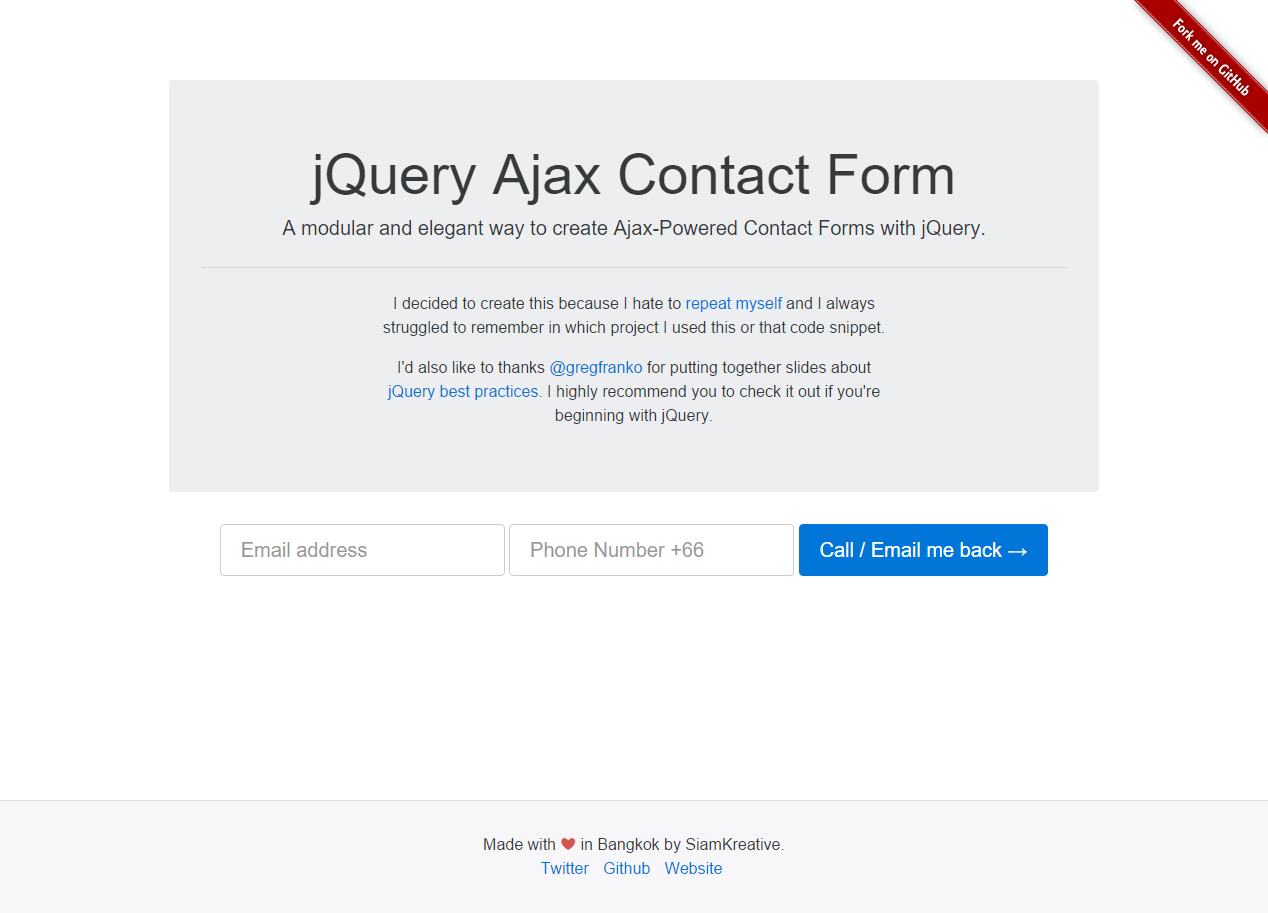 Fork me on GitHub
jQuery Ajax Contact Form
A modular and elegant way to create Ajax-Powered Contact Forms with jQuery.
I decided to create this because I hate to repeat myself and I always
struggled to remember in which project I used this or that code snippet.
I'd also like to thanks @gregfranko for putting together slides about
jQuery best practices. I highly recommend you to check it out if you're
beginning with jQuery.
Email address Phone Number +66 Call / Email me back →
Made with ❤ in Bangkok by SiamKreative.
Twitter Github Website